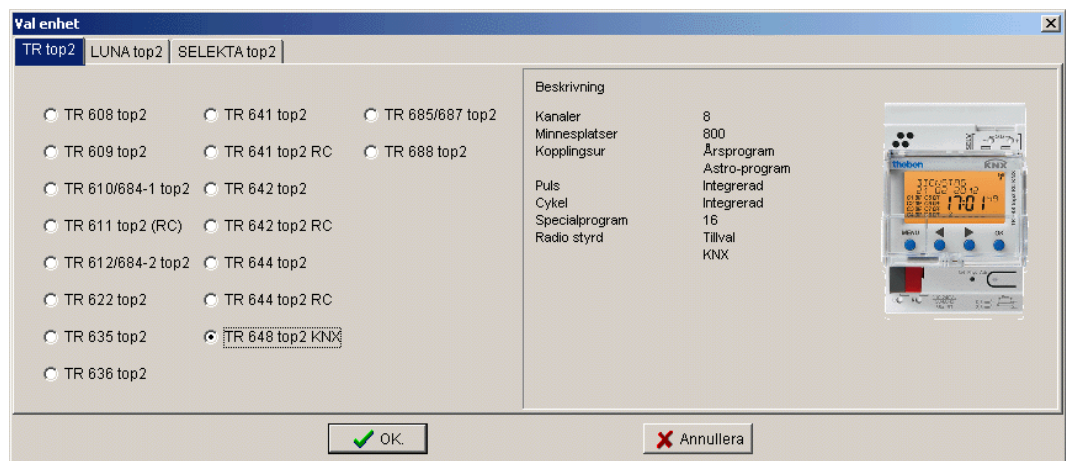 Val enhet
TR top2 LUNA top2 SELEKTA top2
TR 608 top2 TR 641 top2 TR 685/687 top2
TR 609 top2 TR 641 top2 RC TR 688 top2
TR 610/684-1 top2 TR 642 top2
TR 611 top2 (RC) TR 642 top2 RC
TR 612/684-2 top2 TR 644 top2
TR 622 top2 TR 644 top2 RC
TR 635 top2 TR 648 top2 KNX
TR 636 top2
Beskrivning
Kanaler 8
Minnesplatser 800
Kopplingsur Årsprogram
Astro-program
Puls Integrerad
Cykel Integrerad
Specialprogram 16
Radio styrd Tillval
KNX
theben KNX
17:01
MENU OK
OK.
Annullera